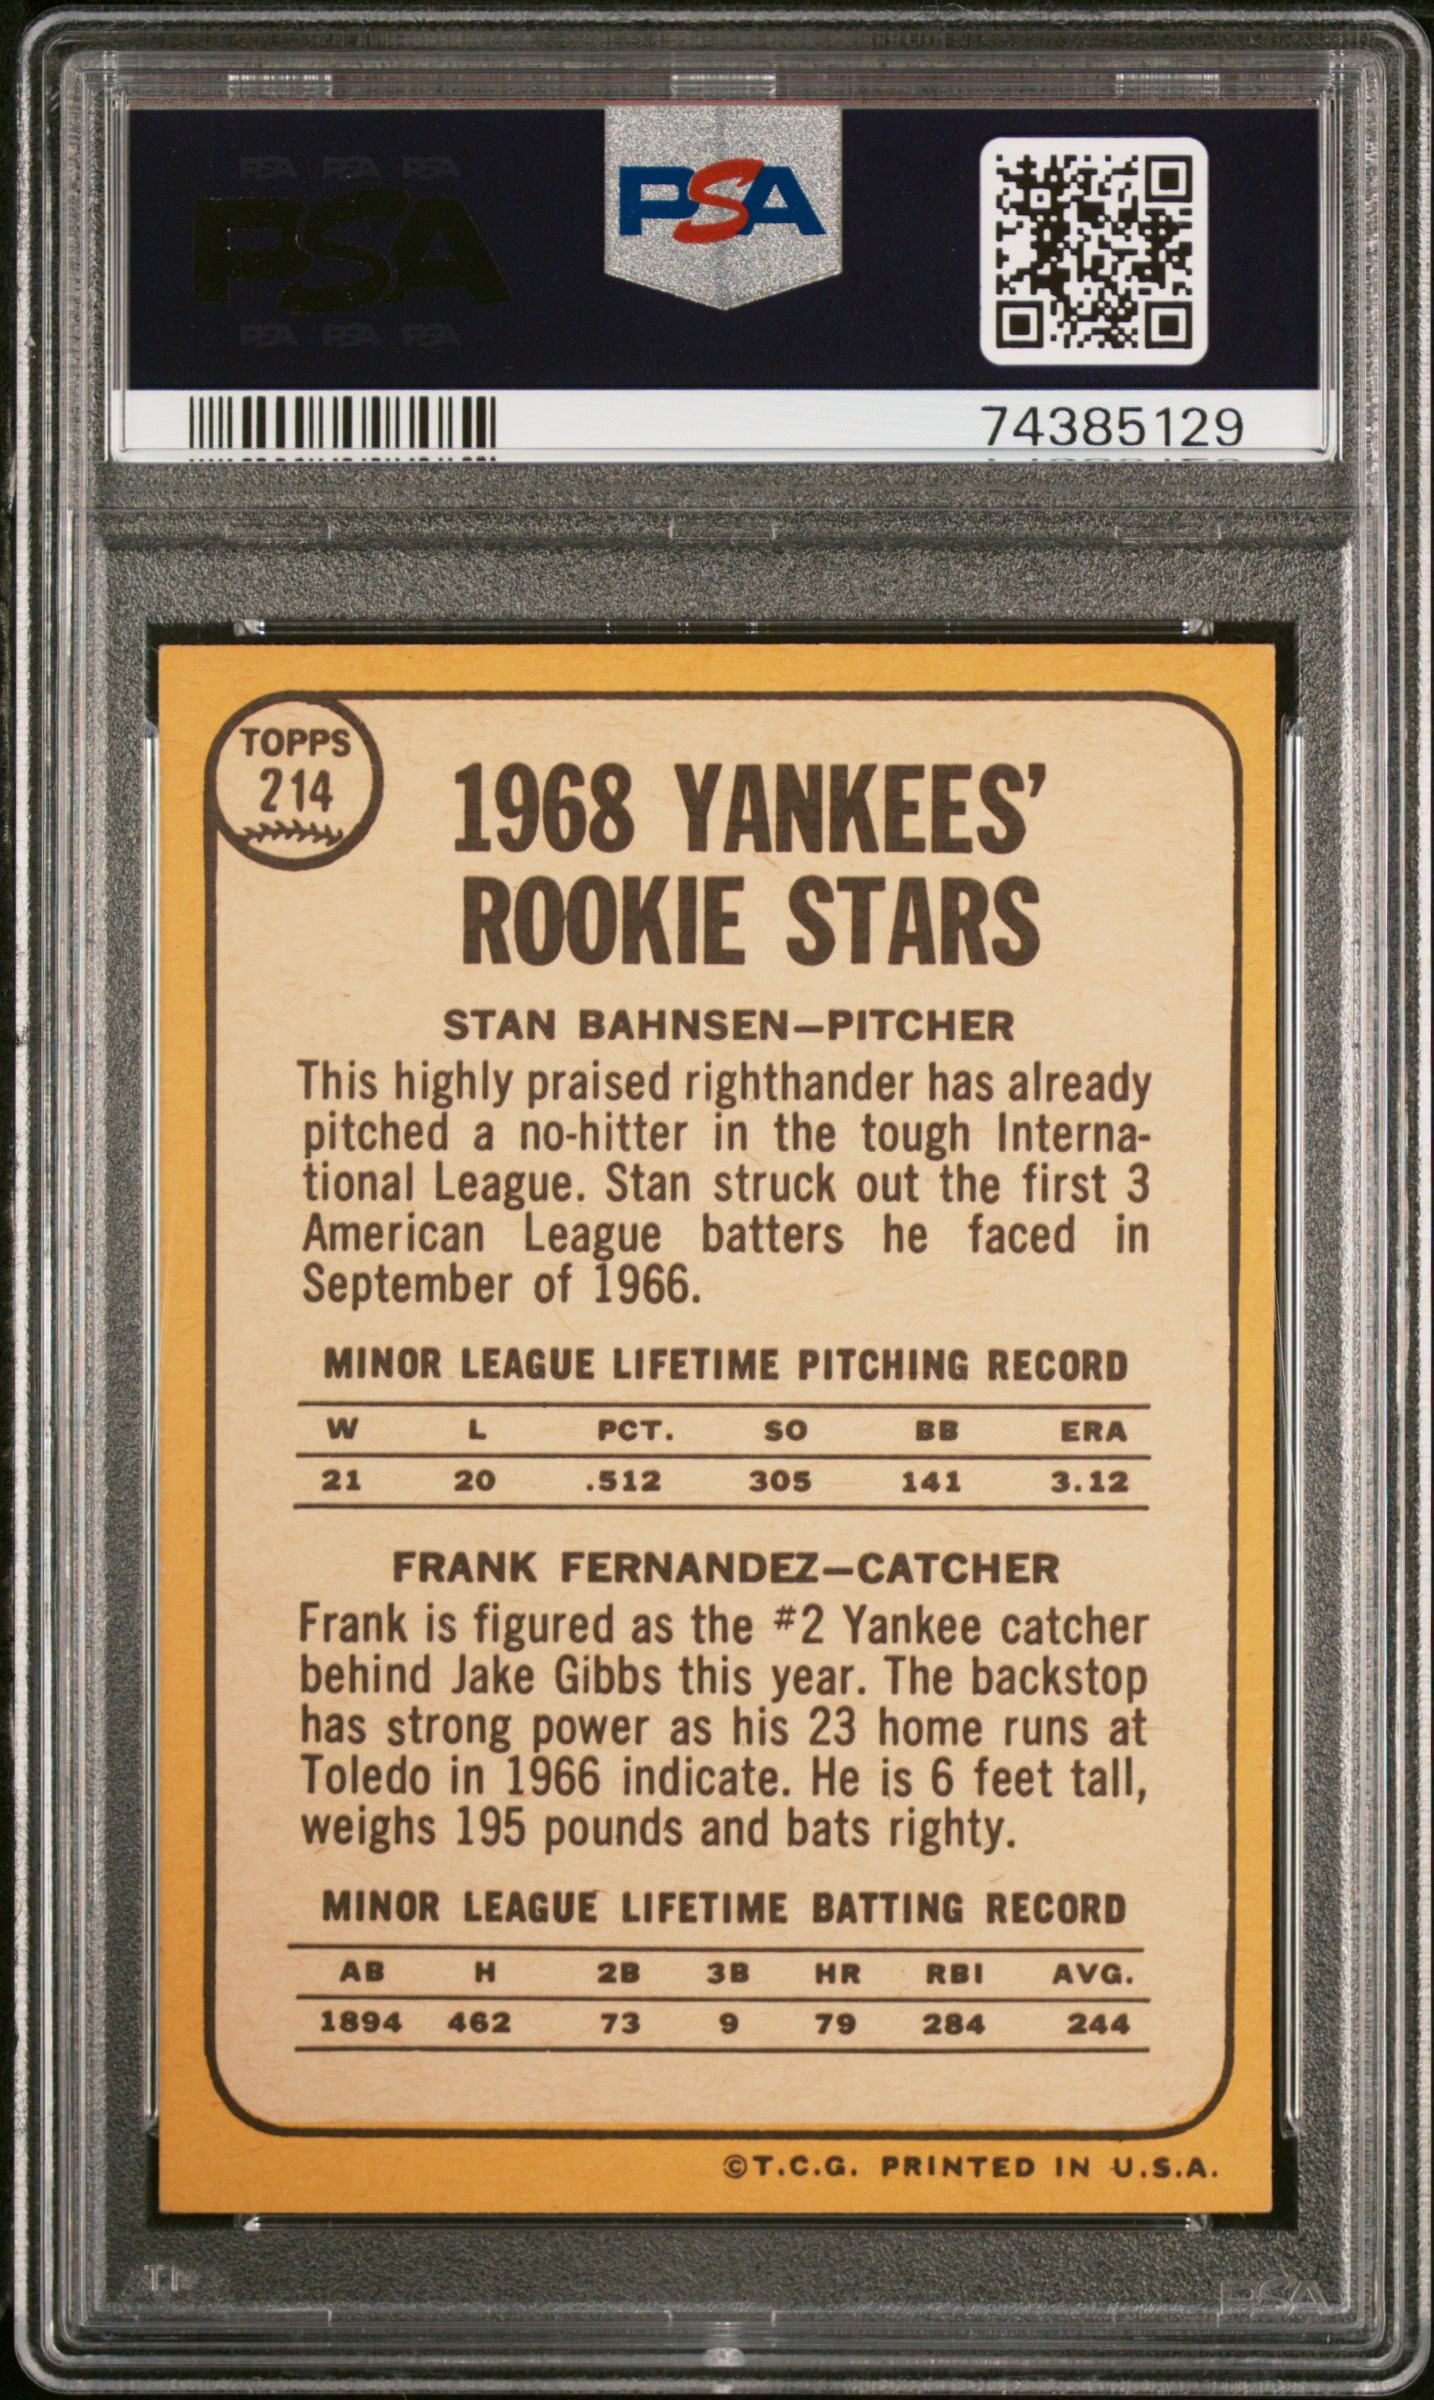 PSA PSA PSA
PSA
PSA PSA PSA
PSA
74385129
TOPPS
214
1968 YANKEES’
ROOKIE STARS
STAN BAHNSEN—PITCHER
This highly praised righthander has already
pitched a no-hitter in the tough Interna-
tional League. Stan struck out the first 3
American League batters he faced in
September of 1966.
MINOR LEAGUE LIFETIME PITCHING RECORD
W L PCT. SO BB ERA
21 20 .512 305 141 3.12
FRANK FERNANDEZ—CATCHER
Frank is figured as the #2 Yankee catcher
behind Jake Gibbs this year. The backstop
has strong power as his 23 home runs at
Toledo in 1966 indicate. He is 6 feet tall,
weighs 195 pounds and bats righty.
MINOR LEAGUE LIFETIME BATTING RECORD
AB H 2B 3B HR RBI AVG.
1894 462 73 9 79 284 244
©T.C.G. PRINTED IN U.S.A.
PSA